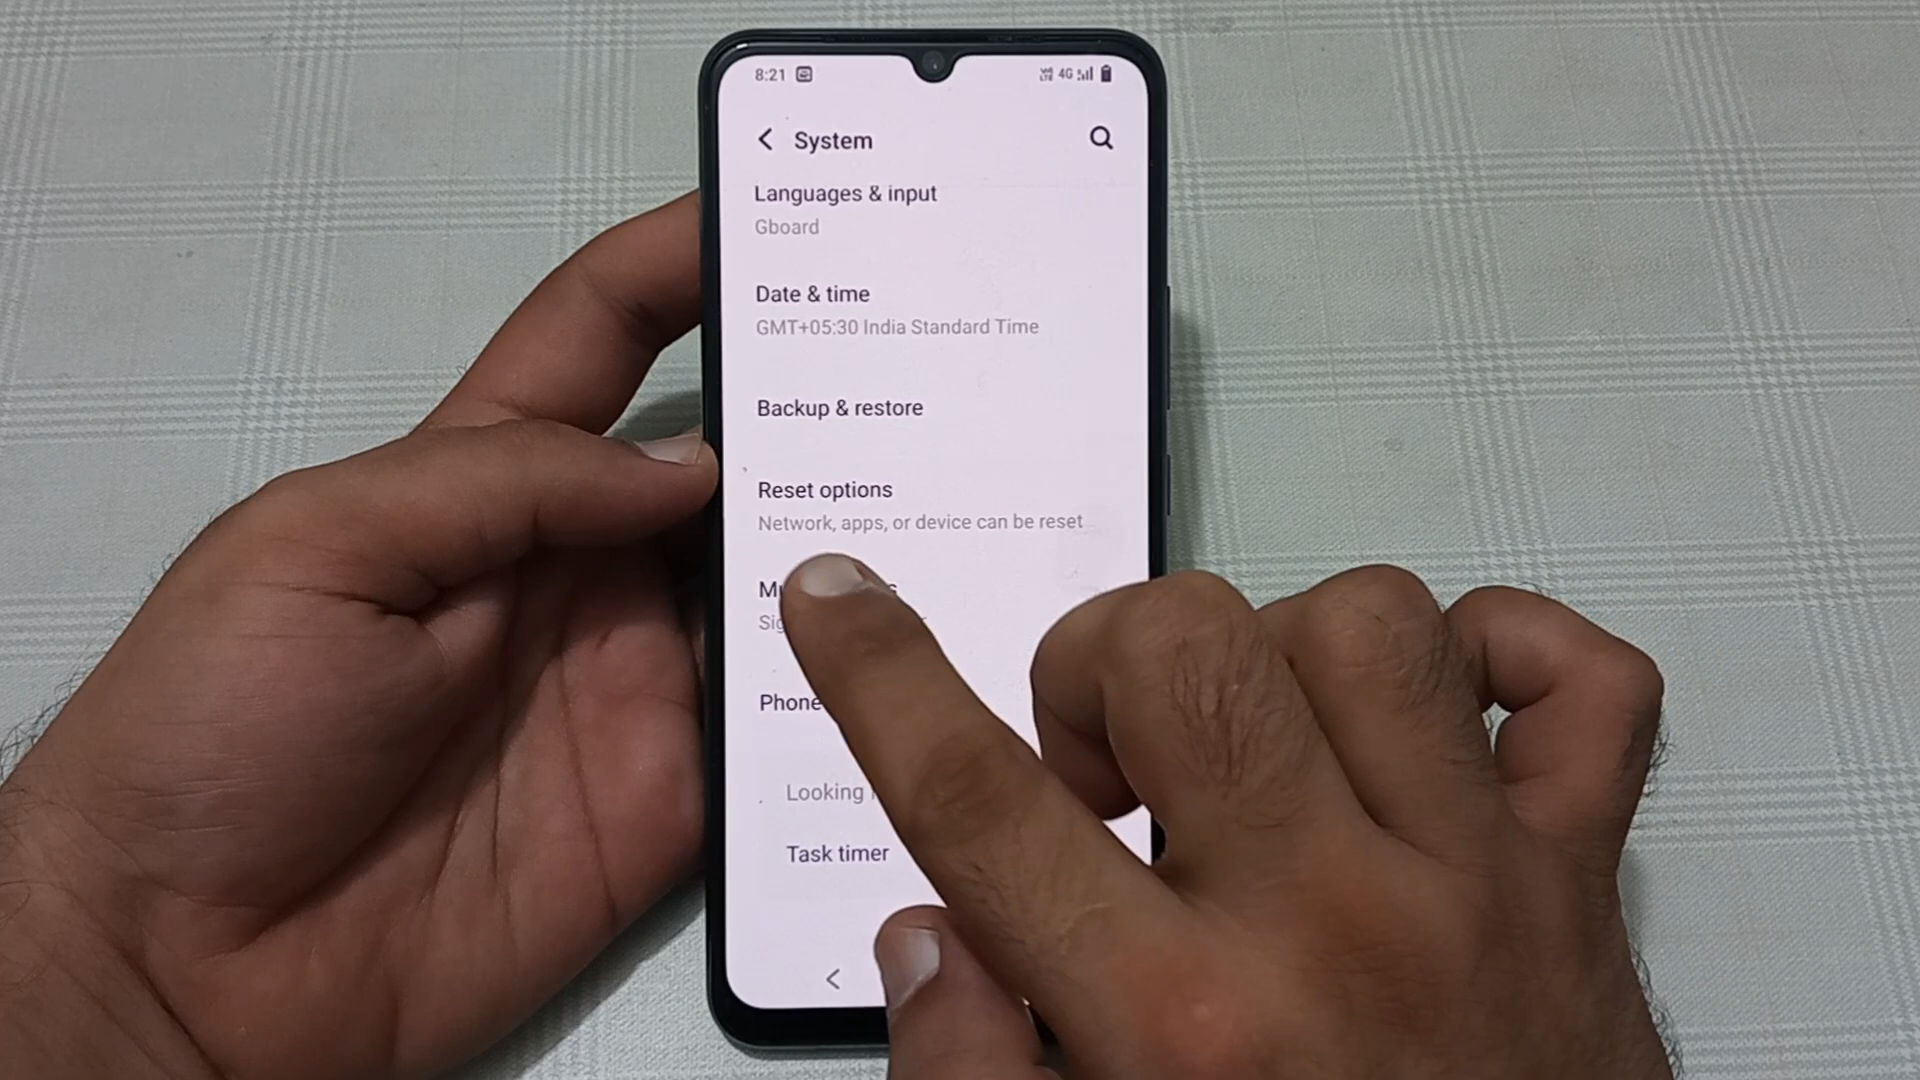 8:21 4G
System
Languages & input
Gboard
Date & time
GMT+05:30 India Standard Time
Backup & restore
Reset options
Network, apps, or device can be reset
Phone
Looking
Task timer